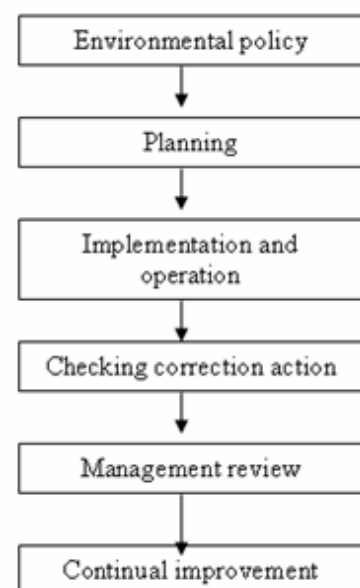 Environmental policy
Planning
Implementation and
operation
Checking correction action
Management review
Continual improvement